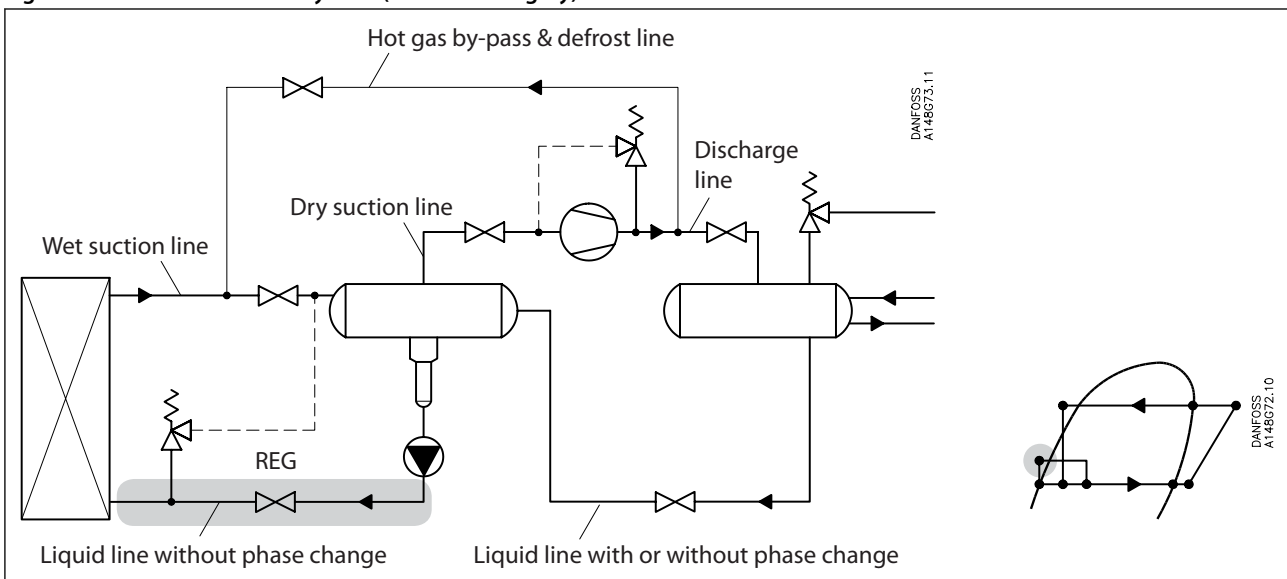 Hot gas by-pass & defrost line
DANFOSS
A148G73.11
Discharge
line
Dry suction line
Wet suction line
REG
DANFOSS
A148G72.10
Liquid line without phase change
Liquid line with or without phase change